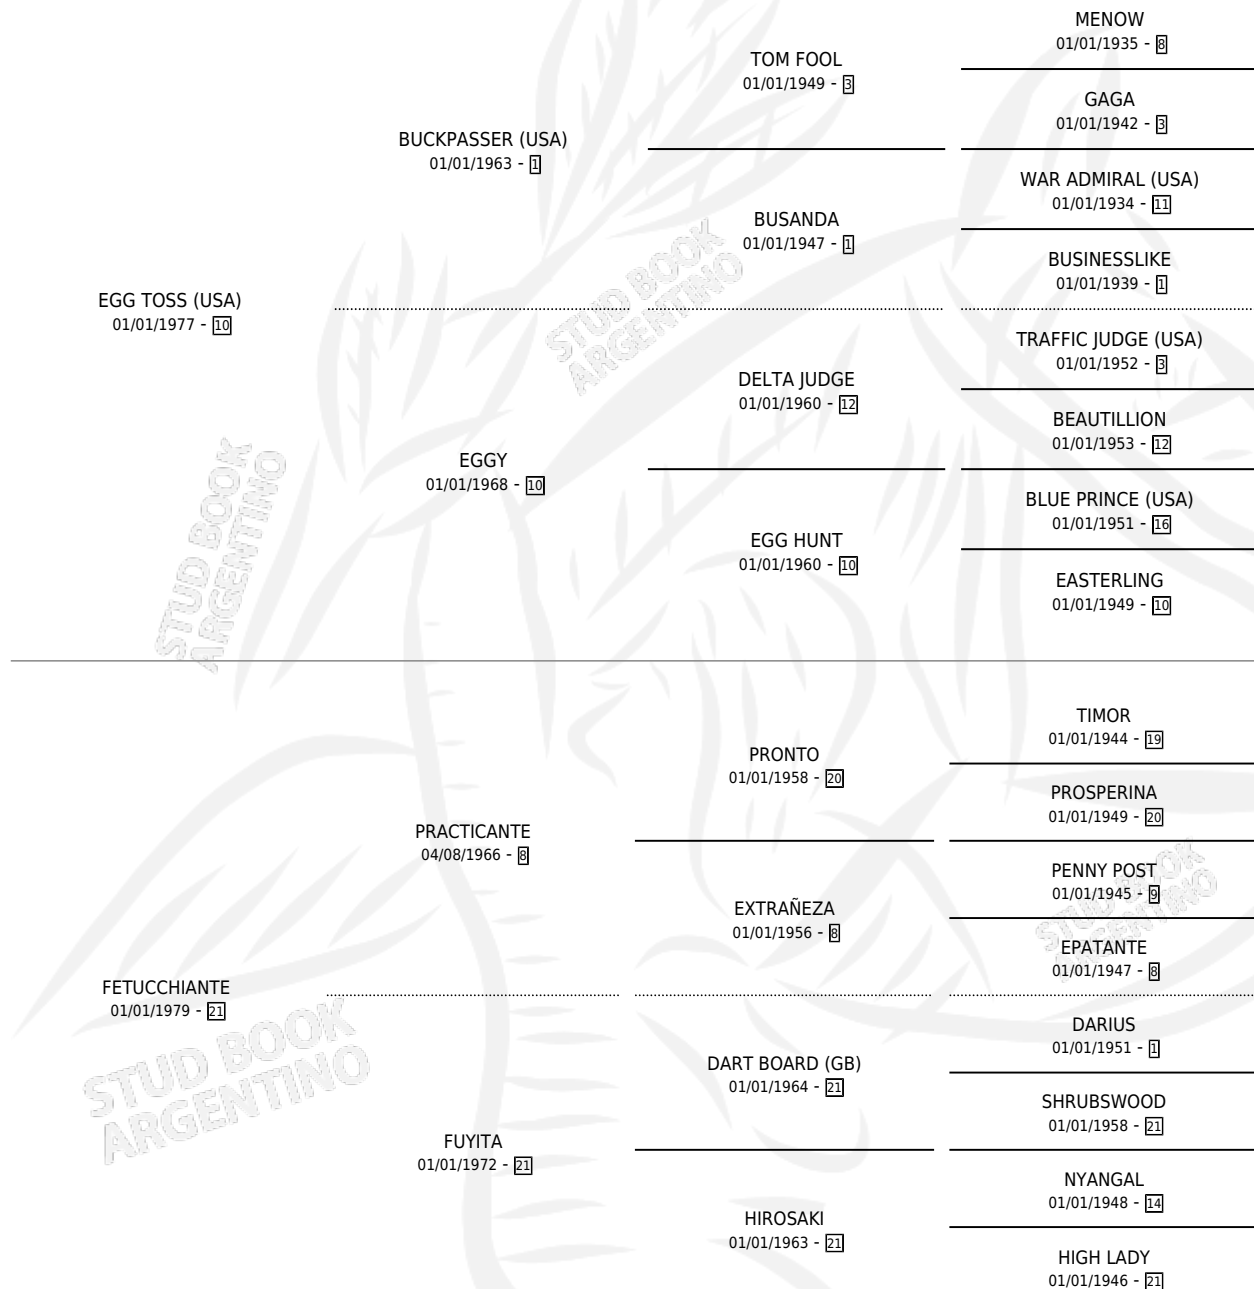 EGG TOSS (USA)
01/01/1977 - 10
BUCKPASSER (USA)
01/01/1963 - 1
EGGY
01/01/1968 - 10
TOM FOOL
01/01/1949 - 3
BUSANDA
01/01/1947 - 1
DELTA JUDGE
01/01/1960 - 12
EGG HUNT
01/01/1960 - 10
MENOW
01/01/1935 - 8
GAGA
01/01/1942 - 3
WAR ADMIRAL (USA)
01/01/1934 - 11
BUSINESSLIKE
01/01/1939 - 1
TRAFFIC JUDGE (USA)
01/01/1952 - 3
BEAUTILLION
01/01/1953 - 12
BLUE PRINCE (USA)
01/01/1951 - 16
EASTERLING
01/01/1949 - 10
FETUCCHIANTE
01/01/1979 - 21
PRACTICANTE
04/08/1966 - 8
FUYITA
01/01/1972 - 21
PRONTO
01/01/1958 - 20
EXTRAÑEZA
01/01/1956 - 8
DART BOARD (GB)
01/01/1964 - 21
HIROSAKI
01/01/1963 - 21
TIMOR
01/01/1944 - 19
PROSPERINA
01/01/1949 - 20
PENNY POST
01/01/1945 - 9
EPATANTE
01/01/1947 - 8
DARIUS
01/01/1951 - 1
SHRUBSWOOD
01/01/1958 - 21
NYANGAL
01/01/1948 - 14
HIGH LADY
01/01/1946 - 21
STUD BOOK
ARGENTINO
STUD BOOK
ARGENTINO
STUD BOOK
ARGENTINO
STUD BOOK
ARGENTINO